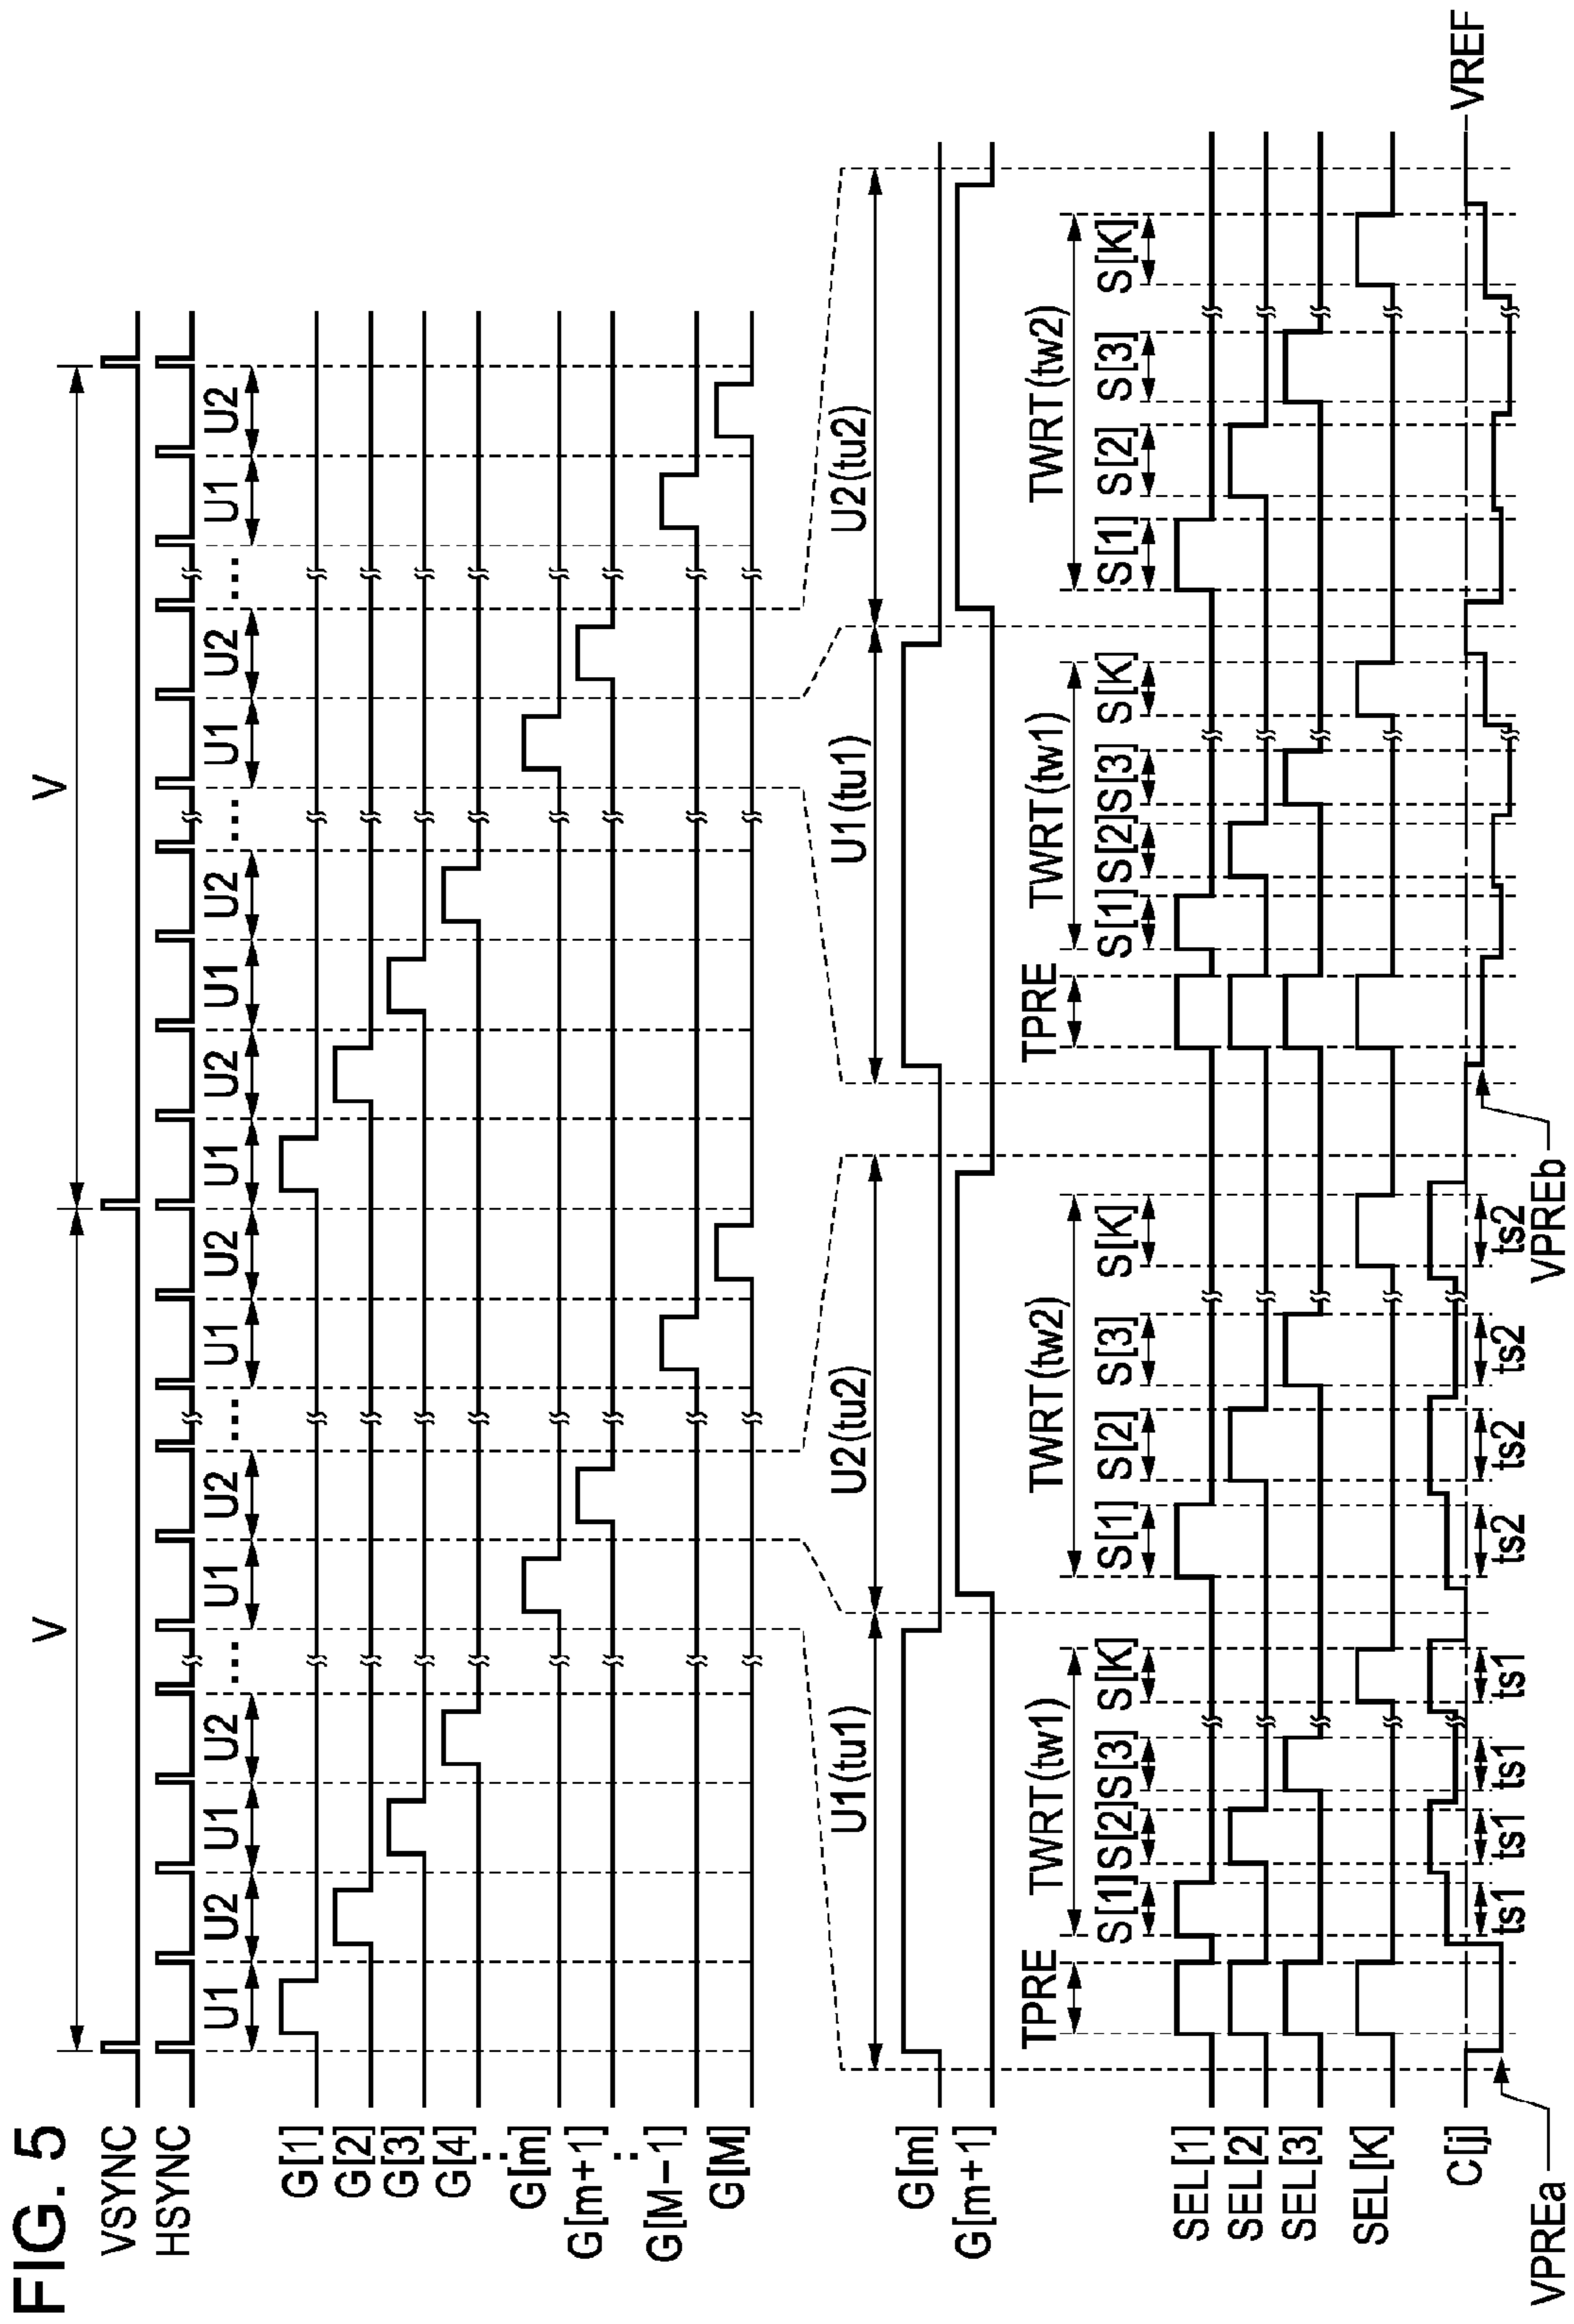 FIG. 5
V V
VSYNC
HSYNC
U1 U2 U1 U2 ... U1 U2 ... U1 U2 U1 U2 U1 U2 ... U1 U2 ... U1 U2
G[1]
G[2]
G[3]
G[4]
:
G[m]
G[m+1]
:
G[M−1]
G[M]
U1(tu1) U2(tu2) U1(tu1) U2(tu2)
G[m]
G[m+1]
TPRE TWRT(tw1) TWRT(tw2) TPRE TWRT(tw1) TWRT(tw2)
S[1] S[2] S[3] S[K] S[1] S[2] S[3] S[K] S[1] S[2] S[3] S[K] S[1] S[2] S[3] S[K]
SEL[1]
SEL[2]
SEL[3]
SEL[K]
C[j] VREF
ts1 ts1 ts1 ts1 ts2 ts2 ts2 ts2
VPREa VPREb